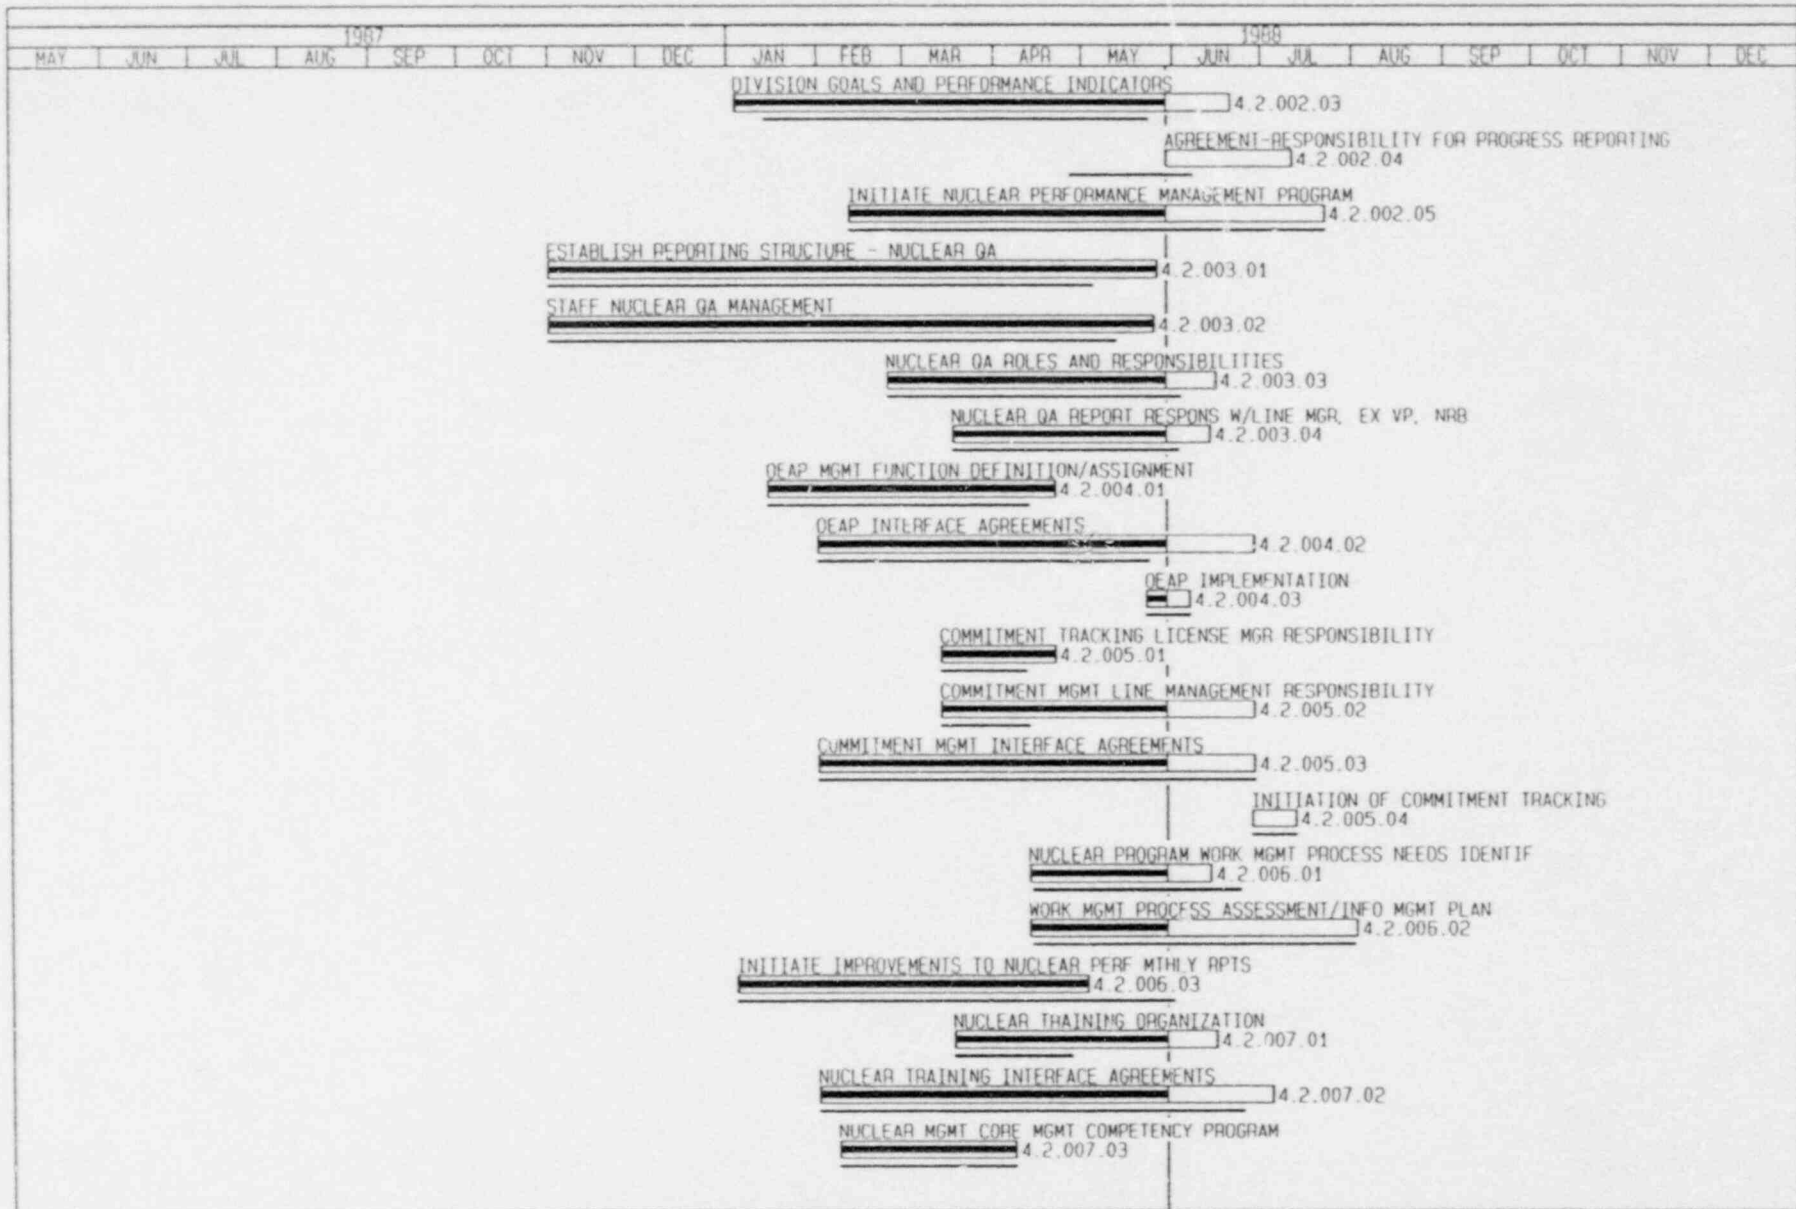 1987 1988
MAY JUN JUL AUG SEP OCT NOV DEC JAN FEB MAR APR MAY JUN JUL AUG SEP OCT NOV DEC
DIVISION GOALS AND PERFORMANCE INDICATORS
4.2.002.03
AGREEMENT-RESPONSIBILITY FOR PROGRESS REPORTING
4.2.002.04
INITIATE NUCLEAR PERFORMANCE MANAGEMENT PROGRAM
4.2.002.05
ESTABLISH REPORTING STRUCTURE - NUCLEAR QA
4.2.003.01
STAFF NUCLEAR QA MANAGEMENT
4.2.003.02
NUCLEAR QA ROLES AND RESPONSIBILITIES
4.2.003.03
NUCLEAR QA REPORT RESPONS W/LINE MGR, EX VP, NRB
4.2.003.04
OEAP MGMT FUNCTION DEFINITION/ASSIGNMENT
4.2.004.01
OEAP INTERFACE AGREEMENTS
4.2.004.02
OEAP IMPLEMENTATION
4.2.004.03
COMMITMENT TRACKING LICENSE MGR RESPONSIBILITY
4.2.005.01
COMMITMENT MGMT LINE MANAGEMENT RESPONSIBILITY
4.2.005.02
COMMITMENT MGMT INTERFACE AGREEMENTS
4.2.005.03
INITIATION OF COMMITMENT TRACKING
4.2.005.04
NUCLEAR PROGRAM WORK MGMT PROCESS NEEDS IDENTIF
4.2.006.01
WORK MGMT PROCESS ASSESSMENT/INFO MGMT PLAN
4.2.006.02
INITIATE IMPROVEMENTS TO NUCLEAR PERF MTHLY RPTS
4.2.006.03
NUCLEAR TRAINING ORGANIZATION
4.2.007.01
NUCLEAR TRAINING INTERFACE AGREEMENTS
4.2.007.02
NUCLEAR MGMT CORE MGMT COMPETENCY PROGRAM
4.2.007.03